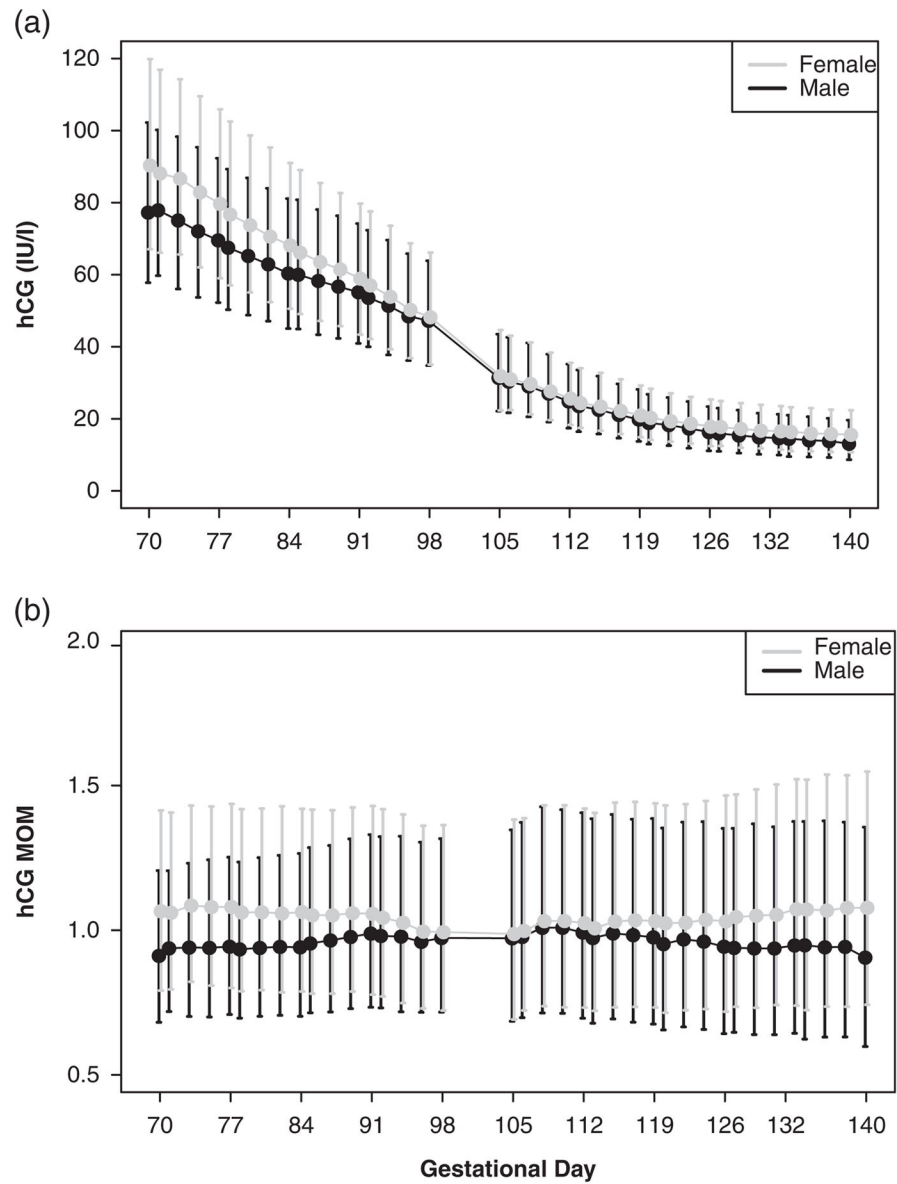 (a)
120
100
80
60
40
20
0
hCG (IU/l)
Female
Male
70 77 84 91 98 105 112 119 126 132 140
(b)
2.0
1.5
1.0
0.5
hCG MOM
Female
Male
70 77 84 91 98 105 112 119 126 132 140
Gestational Day